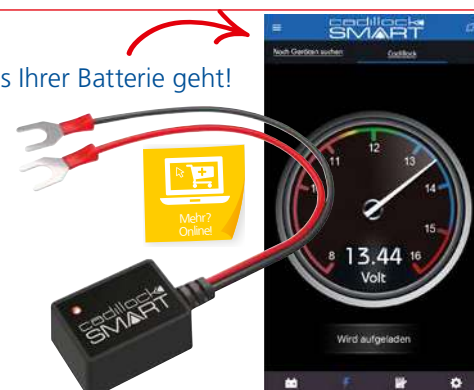 s Ihrer Batterie geht!
cadillock
SMART
Nach Geräten suchen
Cadillock
11
12
13
14
15
8
16
13.44
Volt
Wird aufgeladen
Mehr?
Online!
cadillock
SMART